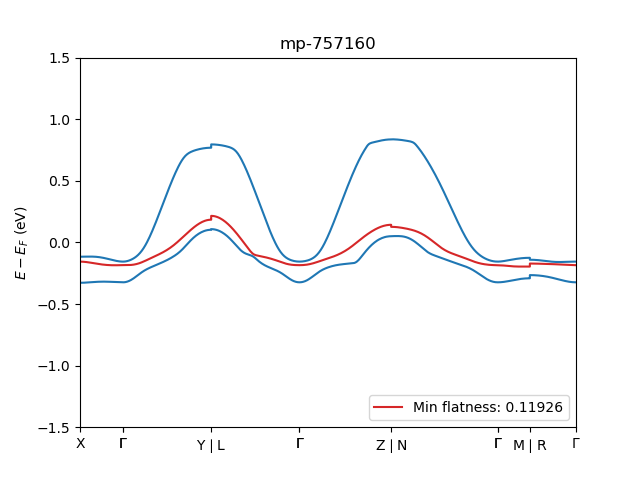 mp-757160
1.5
1.0
0.5
0.0
−0.5
−1.0
−1.5
E − E_F (eV)
Min flatness: 0.11926
X Γ Y | L Γ Z | N Γ M | R Γ